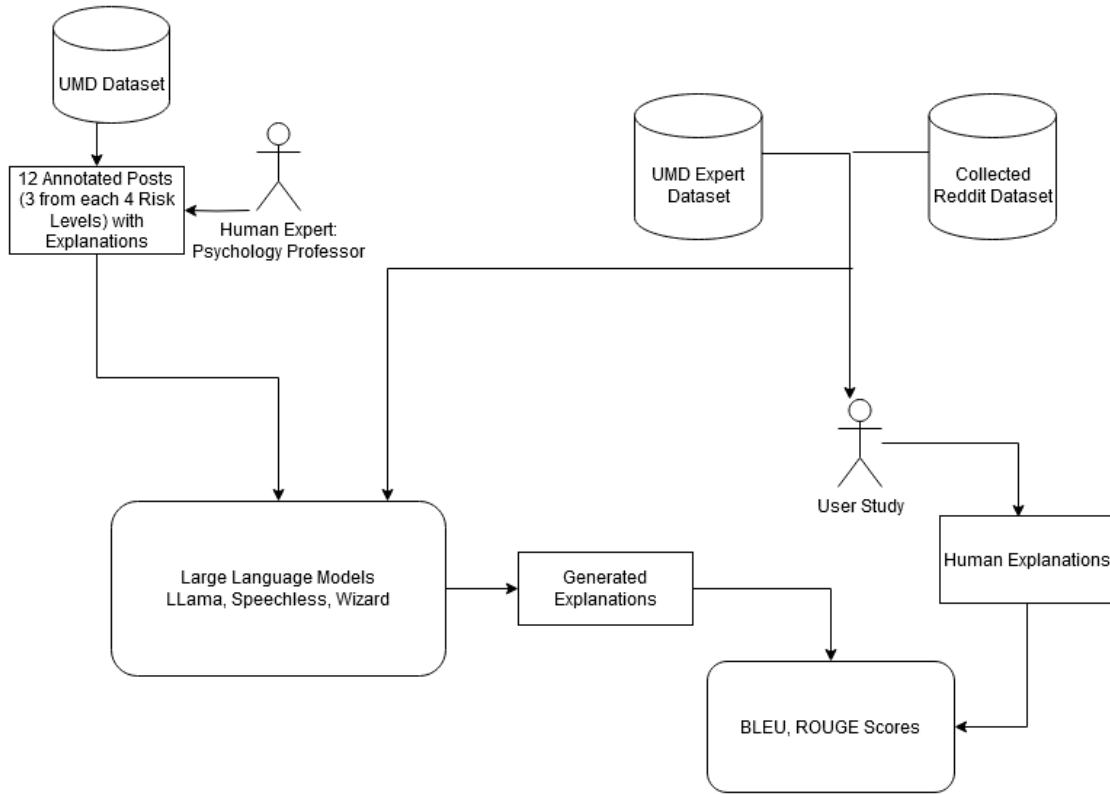 UMD Dataset
12 Annotated Posts
(3 from each 4 Risk
Levels) with
Explanations
Human Expert:
Psychology Professor
UMD Expert
Dataset
Collected
Reddit Dataset
User Study
Large Language Models
LLama, Speechless, Wizard
Generated
Explanations
Human Explanations
BLEU, ROUGE Scores